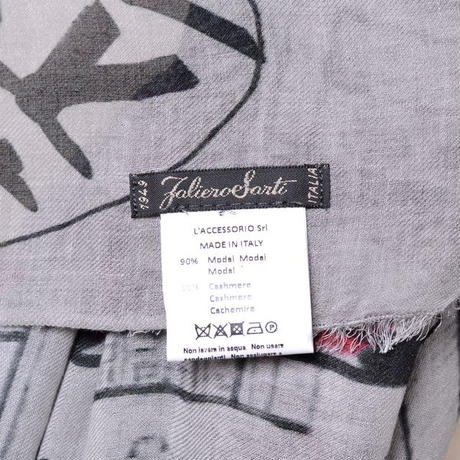 1949 Faliero Sarti ITALIA
L'ACCESSORIO Srl
MADE IN ITALY
90% Modal Modal
Modal
Cashmere
Cashmere
Cachemire
Non lavare in acqua. Non usare